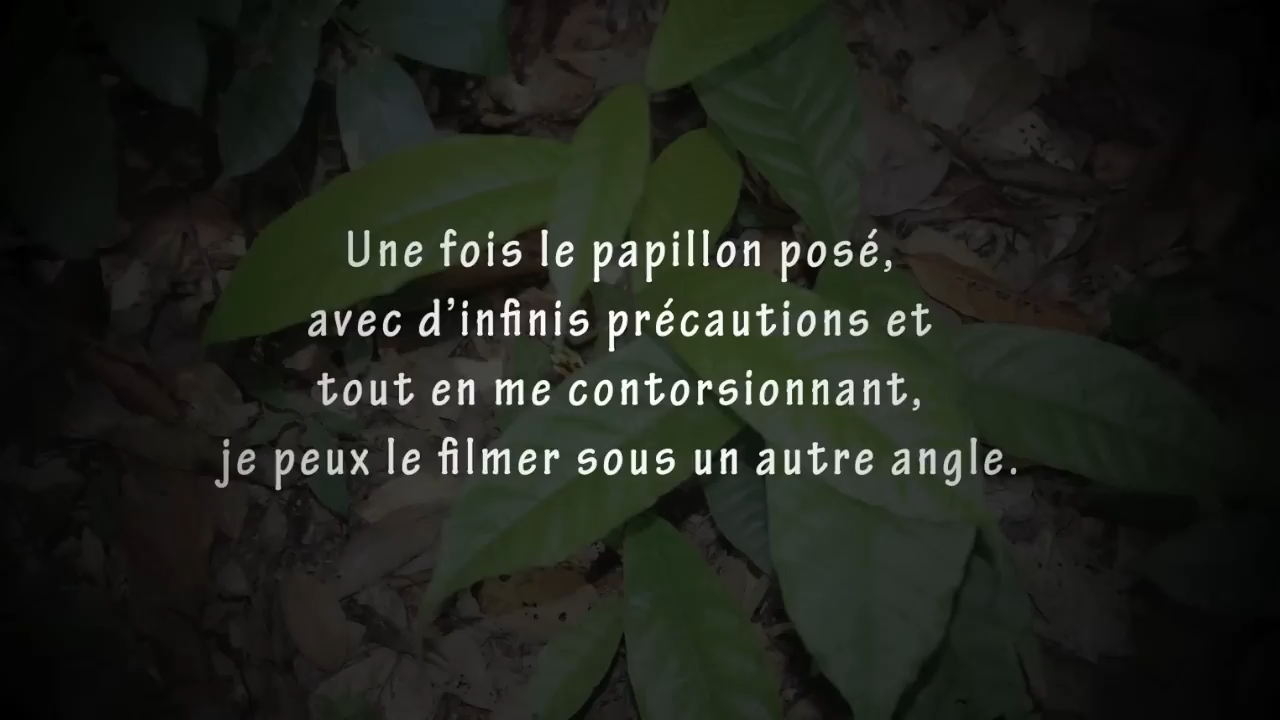 Une fois le papillon posé,
avec d’infinis précautions et
tout en me contorsionnant,
je peux le filmer sous un autre angle.